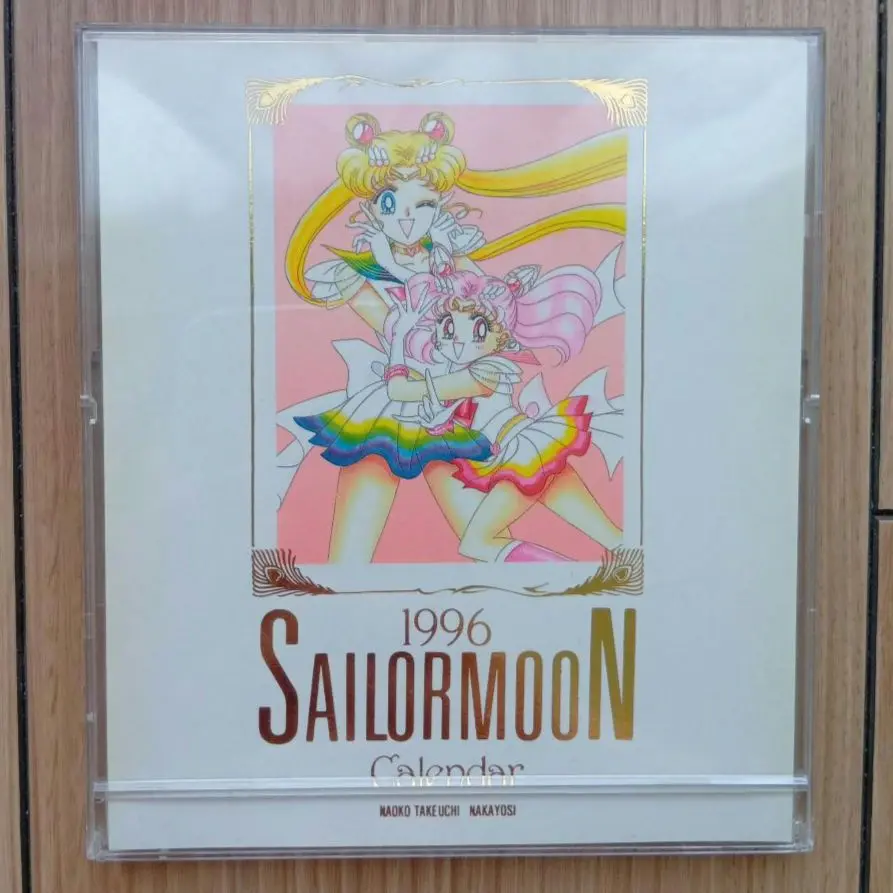 1996
SAILORMOON
Calendar
NAOKO TAKEUCHI NAKAYOSI